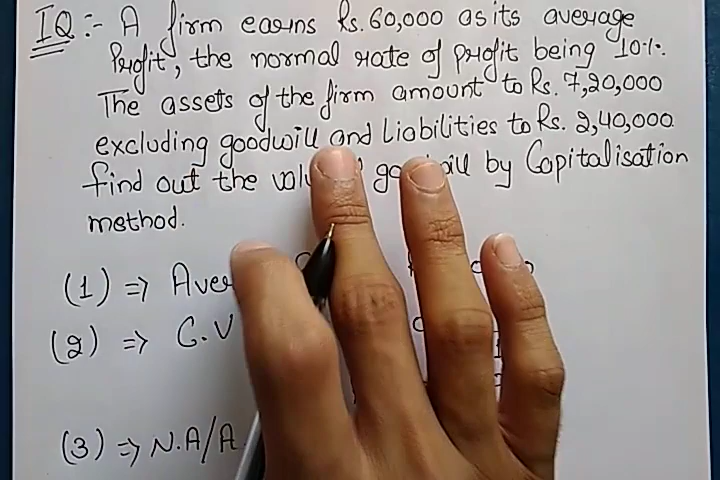 IQ:- A firm earns Rs. 60,000 as its average
Profit, the normal rate of profit being 10%.
The assets of the firm amount to Rs. 7,20,000
excluding goodwill and Liabilities to Rs. 2,40,000
find out the by Capitalisation
method.
(1) =>
(2) => C.V
(3) => N.A/A